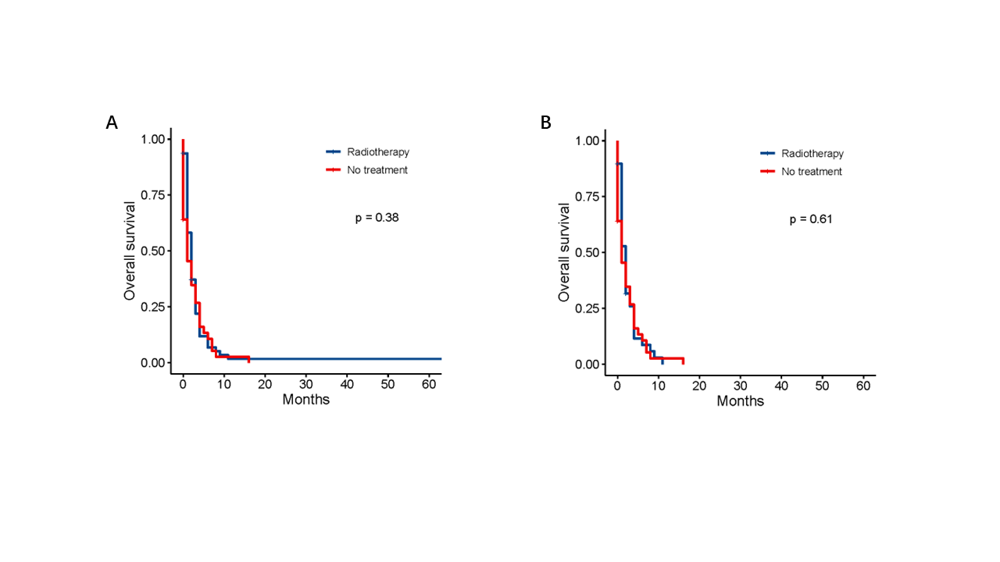 A
1.00
0.75
0.50
0.25
0.00
Overall survival
Radiotherapy
No treatment
p = 0.38
0 10 20 30 40 50 60
Months
B
1.00
0.75
0.50
0.25
0.00
Overall survival
Radiotherapy
No treatment
p = 0.61
0 10 20 30 40 50 60
Months